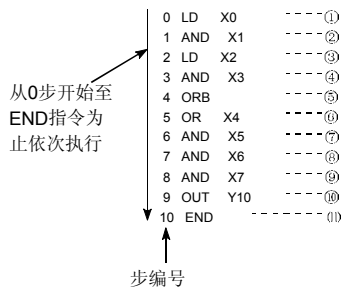 0 LD X0 ①
1 AND X1 ②
2 LD X2 ③
3 AND X3 ④
4 ORB ⑤
5 OR X4 ⑥
6 AND X5 ⑦
7 AND X6 ⑧
8 AND X7 ⑨
9 OUT Y10 ⑩
10 END ⑪
从0步开始至
END指令为
止依次执行
步编号